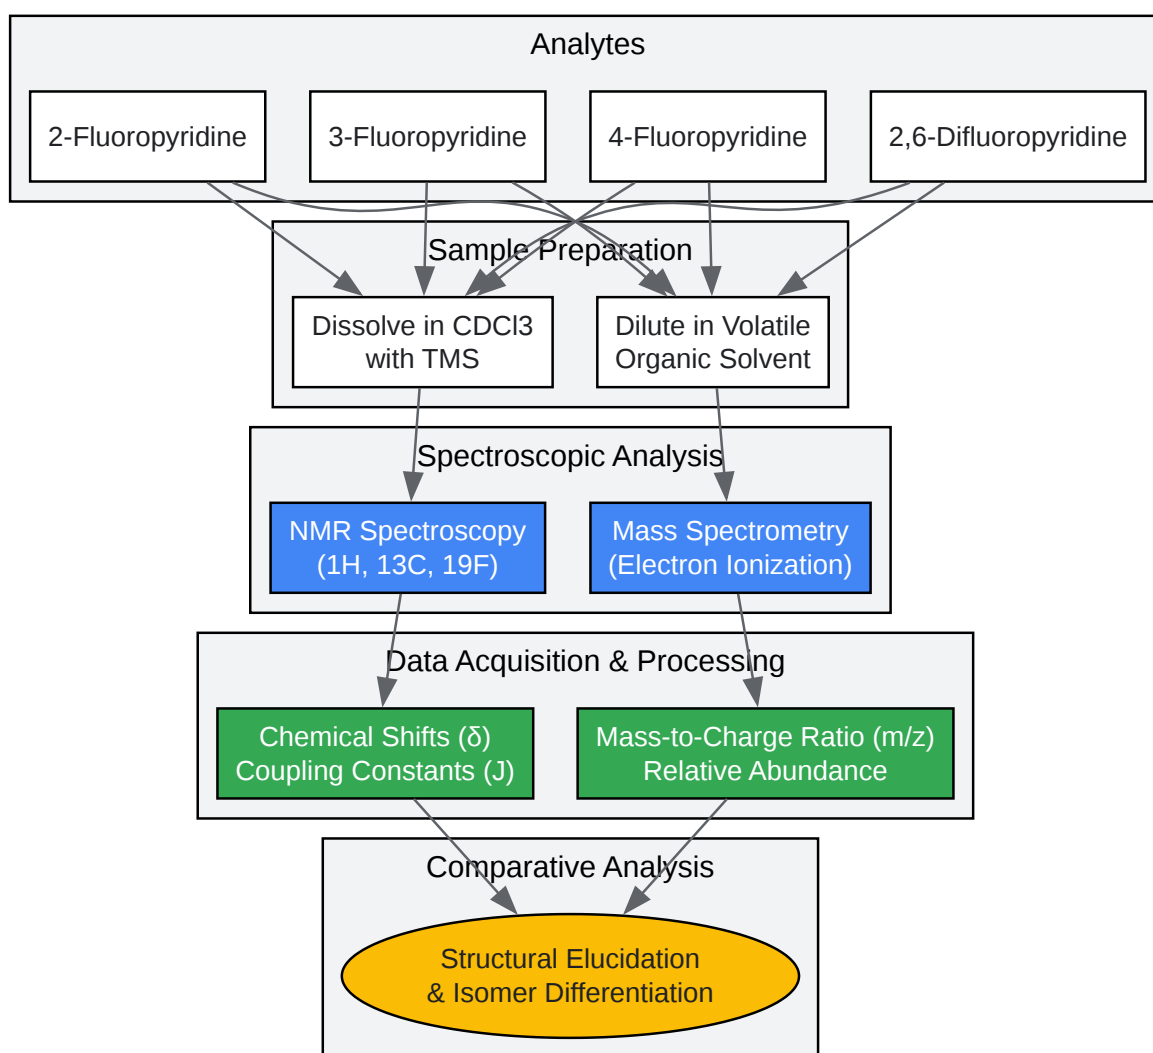 Analytes
2-Fluoropyridine
3-Fluoropyridine
4-Fluoropyridine
2,6-Difluoropyridine
Sample Preparation
Dissolve in CDCl3
with TMS
Dilute in Volatile
Organic Solvent
Spectroscopic Analysis
NMR Spectroscopy
(1H, 13C, 19F)
Mass Spectrometry
(Electron Ionization)
Data Acquisition & Processing
Chemical Shifts (δ)
Coupling Constants (J)
Mass-to-Charge Ratio (m/z)
Relative Abundance
Comparative Analysis
Structural Elucidation
& Isomer Differentiation